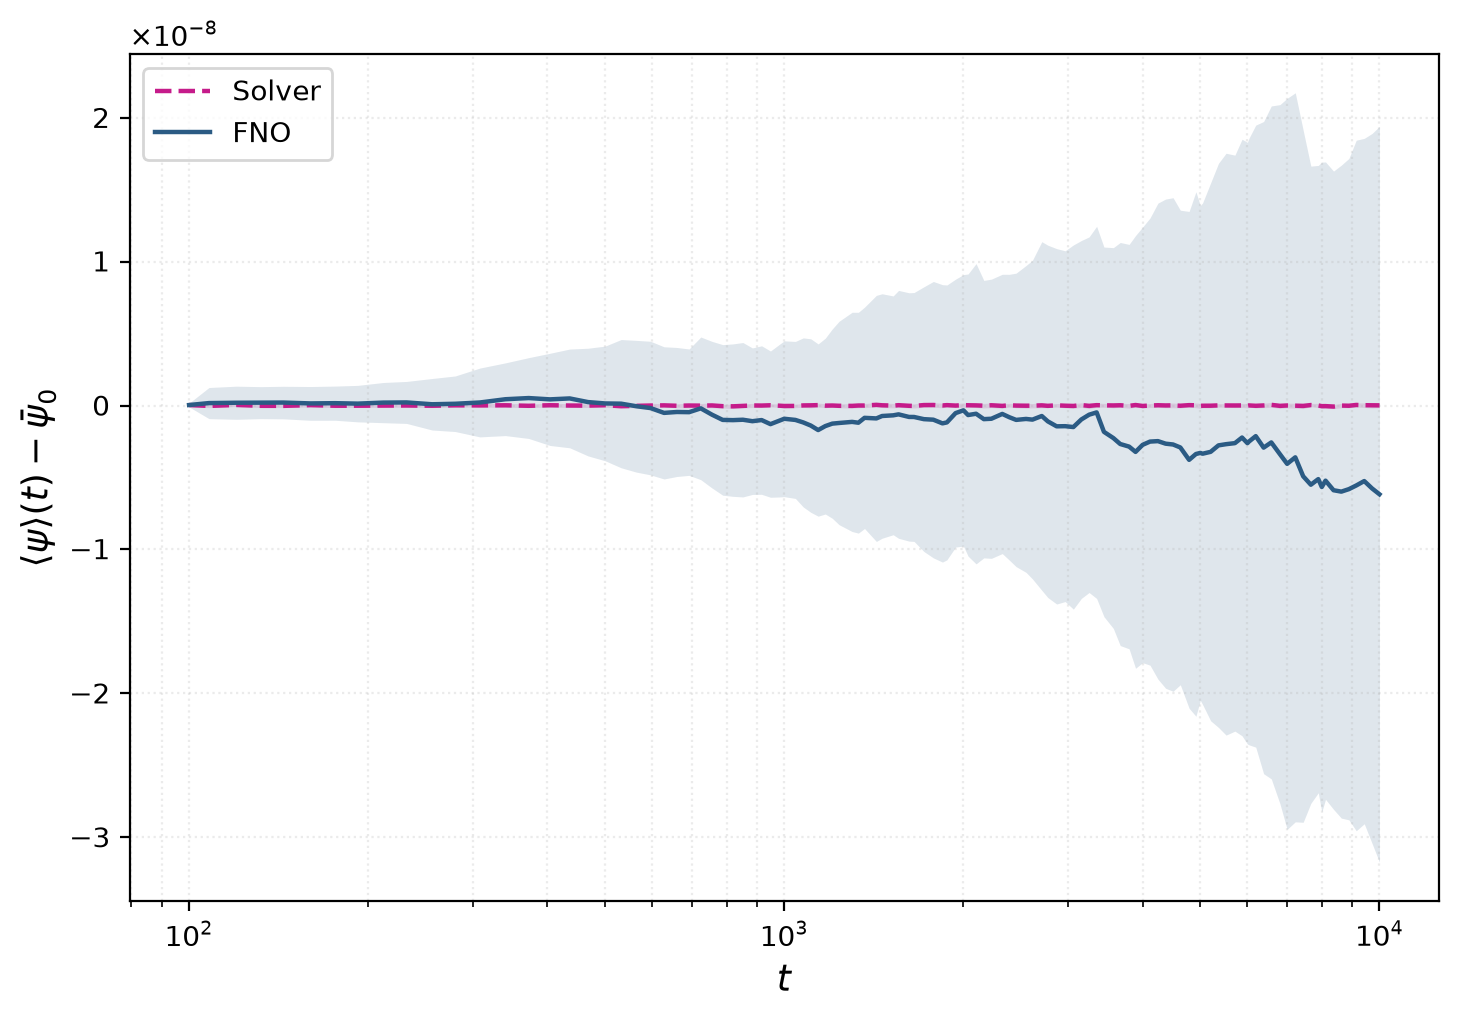 ×10⁻⁸
Solver
FNO
2
1
0
−1
−2
−3
⟨ψ⟩(t) − ψ̄₀
10² 10³ 10⁴
t